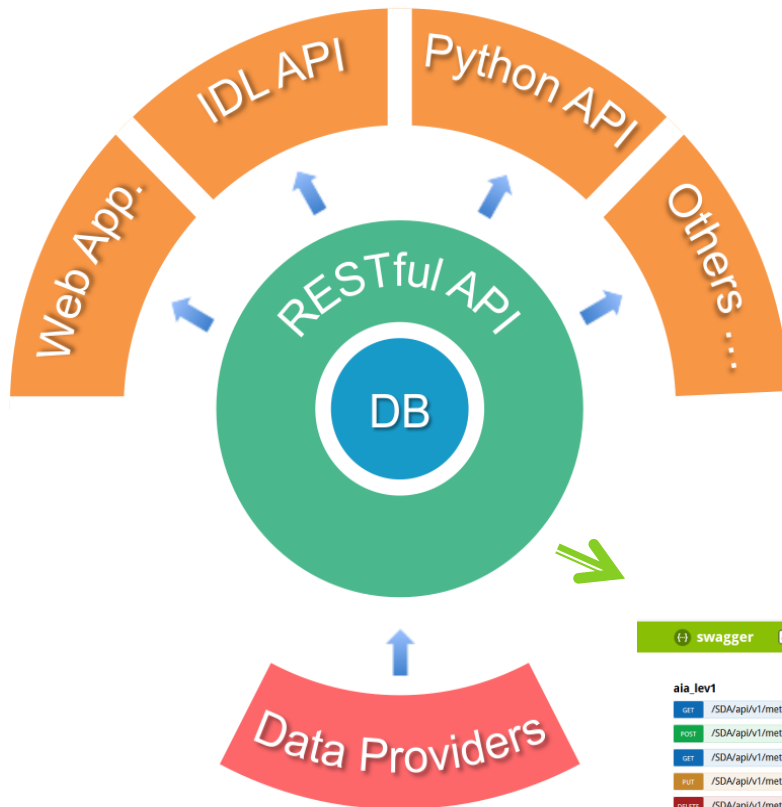 IDL API
Python API
Web App.
Others ...
RESTful API
DB
Data Providers
swagger
aia_lev1
GET /SDA/api/v1/met
POST /SDA/api/v1/met
GET /SDA/api/v1/met
PUT /SDA/api/v1/met
DELETE /SDA/api/v1/met